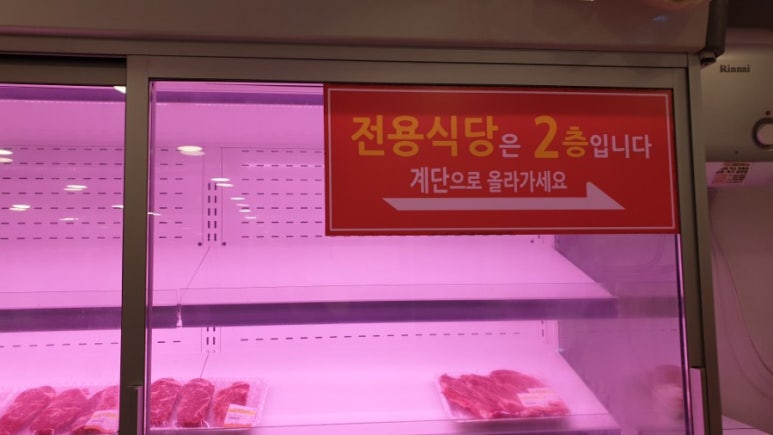 전용식당은 2층입니다
계단으로 올라가세요
Rinnai